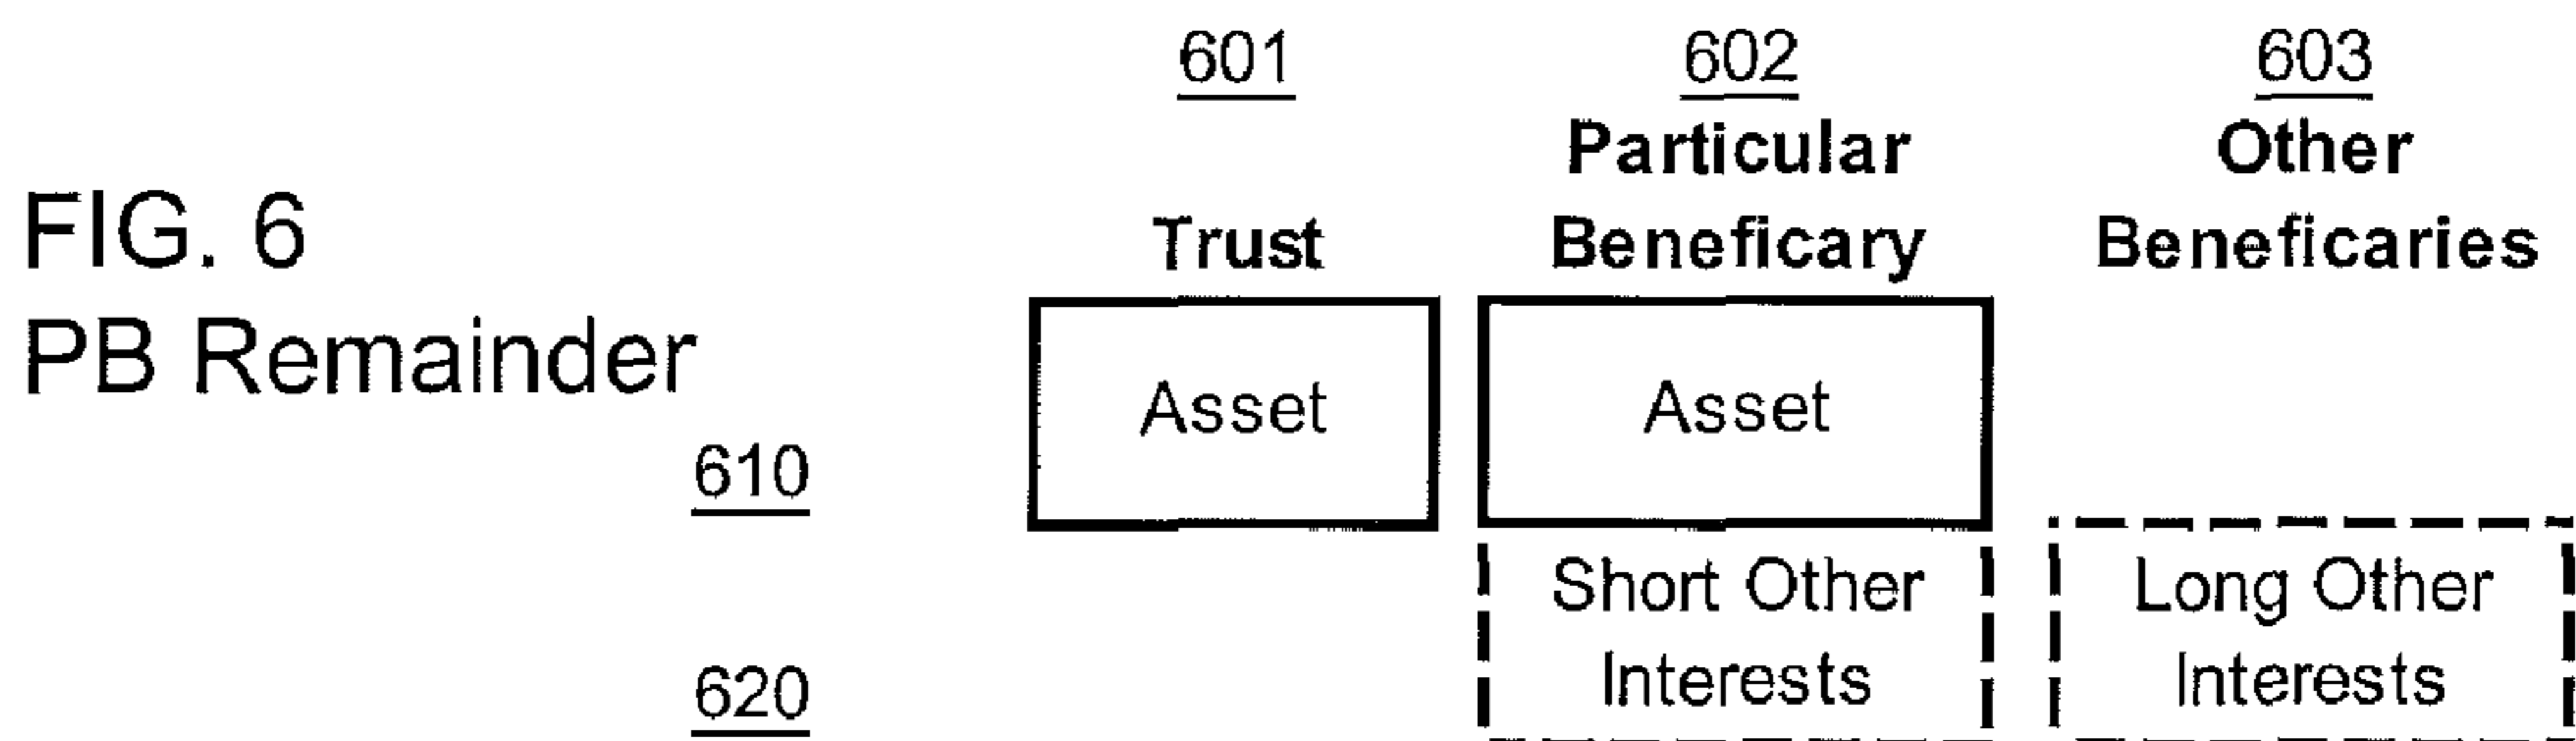 601 602 603
Particular Other
FIG. 6 Trust Beneficary Beneficaries
PB Remainder
Asset Asset
610
Short Other Long Other
Interests Interests
620